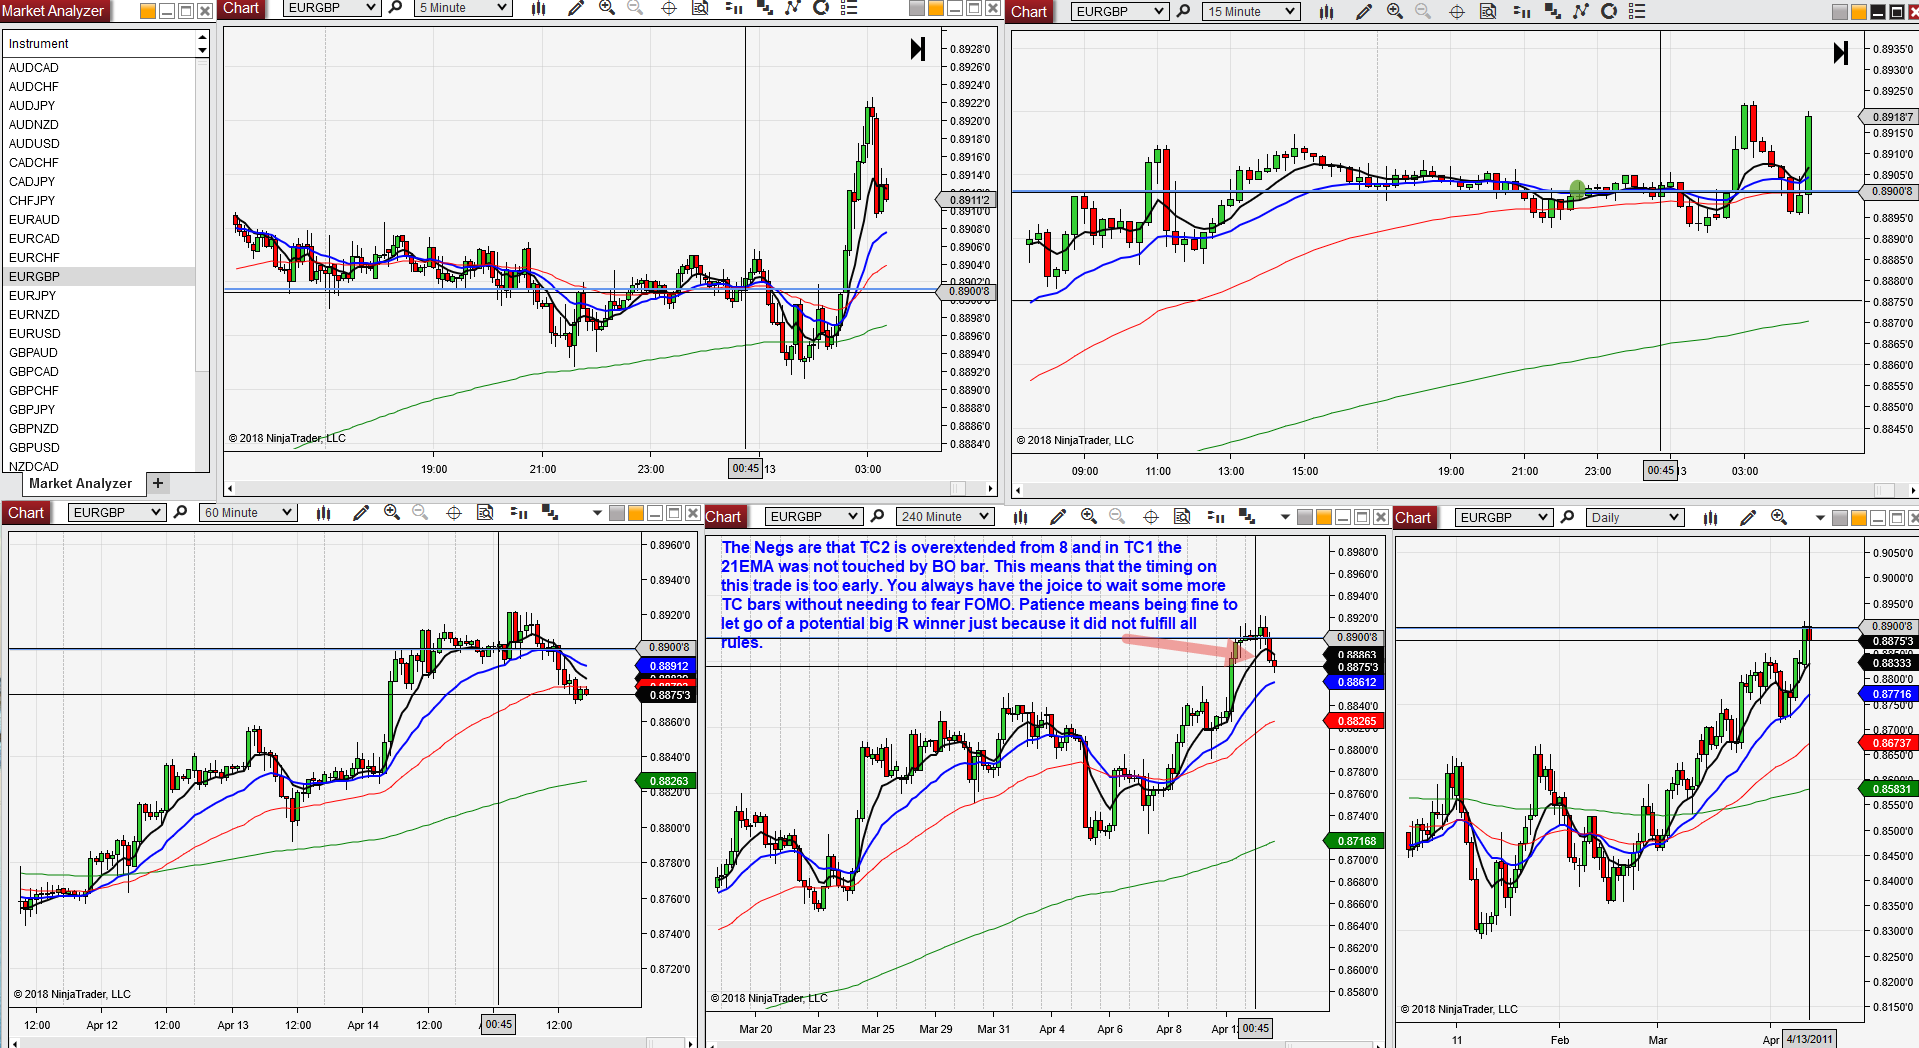 Market Analyzer
Instrument
AUDCAD
AUDCHF
AUDJPY
AUDNZD
AUDUSD
CADCHF
CADJPY
CHFJPY
EURAUD
EURCAD
EURCHF
EURGBP
EURJPY
EURNZD
EURUSD
GBPAUD
GBPCAD
GBPCHF
GBPJPY
GBPNZD
GBPUSD
NZDCAD
Market Analyzer +
Chart EURGBP 5 Minute
0.8928'0
0.8926'0
0.8924'0
0.8922'0
0.8920'0
0.8918'0
0.8916'0
0.8914'0
0.8911'2
0.8910'0
0.8908'0
0.8906'0
0.8904'0
0.8902'0
0.8900'8
0.8898'0
0.8896'0
0.8894'0
0.8892'0
0.8890'0
0.8888'0
0.8886'0
0.8884'0
© 2018 NinjaTrader, LLC
19:00 21:00 23:00 00:45 13 03:00
Chart EURGBP 15 Minute
0.8935'0
0.8930'0
0.8925'0
0.8918'7
0.8915'0
0.8910'0
0.8905'0
0.8900'8
0.8895'0
0.8890'0
0.8885'0
0.8880'0
0.8875'0
0.8870'0
0.8865'0
0.8860'0
0.8855'0
0.8850'0
0.8845'0
© 2018 NinjaTrader, LLC
09:00 11:00 13:00 15:00 19:00 21:00 23:00 00:45 03:00
Chart EURGBP 60 Minute
0.8960'0
0.8940'0
0.8920'0
0.8900'8
0.88912
0.8875'3
0.8860'0
0.8840'0
0.88263
0.8820'0
0.8800'0
0.8780'0
0.8760'0
0.8740'0
0.8720'0
© 2018 NinjaTrader, LLC
12:00 Apr 12 12:00 Apr 13 12:00 Apr 14 12:00 00:45 12:00
Chart EURGBP 240 Minute
The Negs are that TC2 is overextended from 8 and in TC1 the
21EMA was not touched by BO bar. This means that the timing on
this trade is too early. You always have the joice to wait some more
TC bars without needing to fear FOMO. Patience means being fine to
let go of a potential big R winner just because it did not fulfill all
rules.
0.8980'0
0.8960'0
0.8940'0
0.8920'0
0.8900'8
0.88863
0.8875'3
0.88612
0.8840'0
0.88265
0.8800'0
0.8780'0
0.8760'0
0.8740'0
0.87168
0.8700'0
0.8680'0
0.8660'0
0.8640'0
0.8620'0
0.8600'0
0.8580'0
© 2018 NinjaTrader, LLC
Mar 20 Mar 23 Mar 25 Mar 29 Mar 31 Apr 4 Apr 6 Apr 8 00:45
Chart EURGBP Daily
0.9050'0
0.9000'0
0.8950'0
0.8900'8
0.8875'3
0.88333
0.8800'0
0.87716
0.8750'0
0.8700'0
0.86737
0.8650'0
0.85831
0.8550'0
0.8500'0
0.8450'0
0.8400'0
0.8350'0
0.8300'0
0.8250'0
0.8200'0
0.8150'0
© 2018 NinjaTrader, LLC
11 Feb Mar Apr 4/13/2011